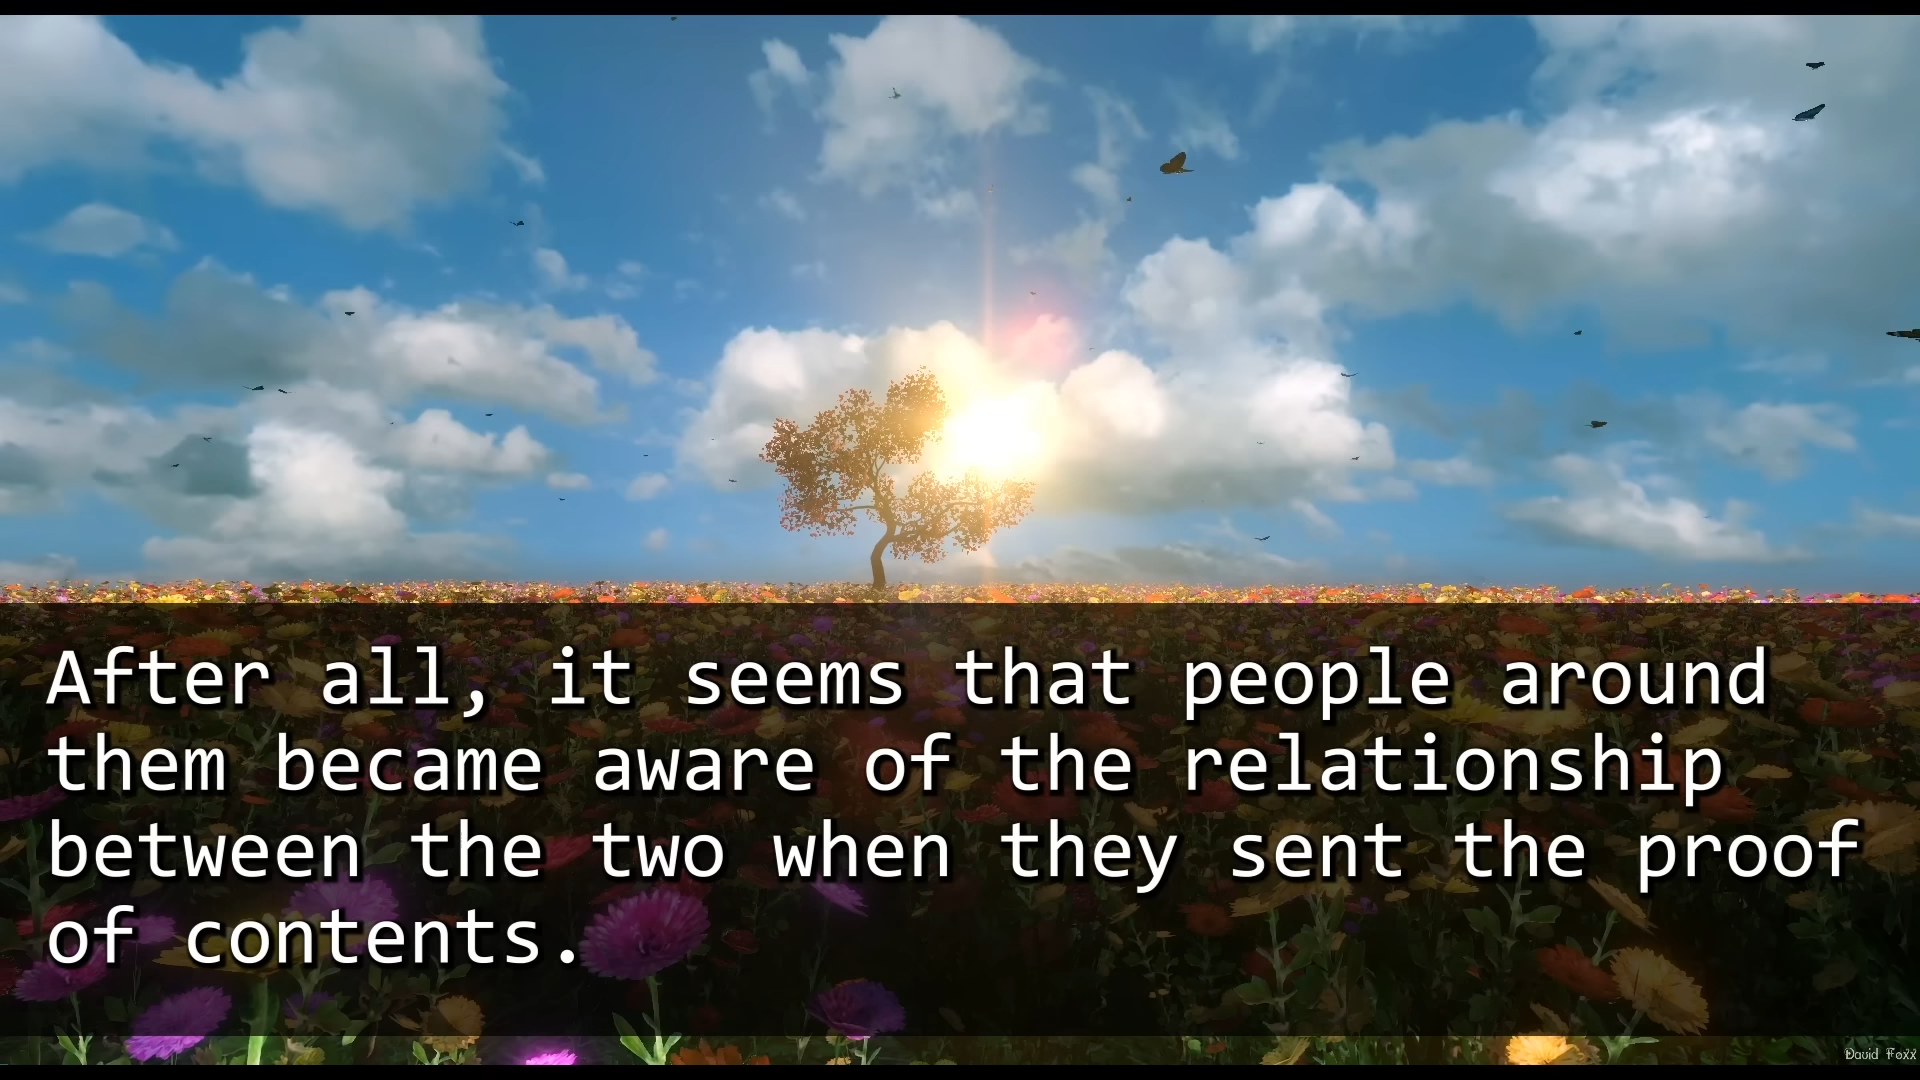 After all, it seems that people around
them became aware of the relationship
between the two when they sent the proof
of contents.
David Foxx